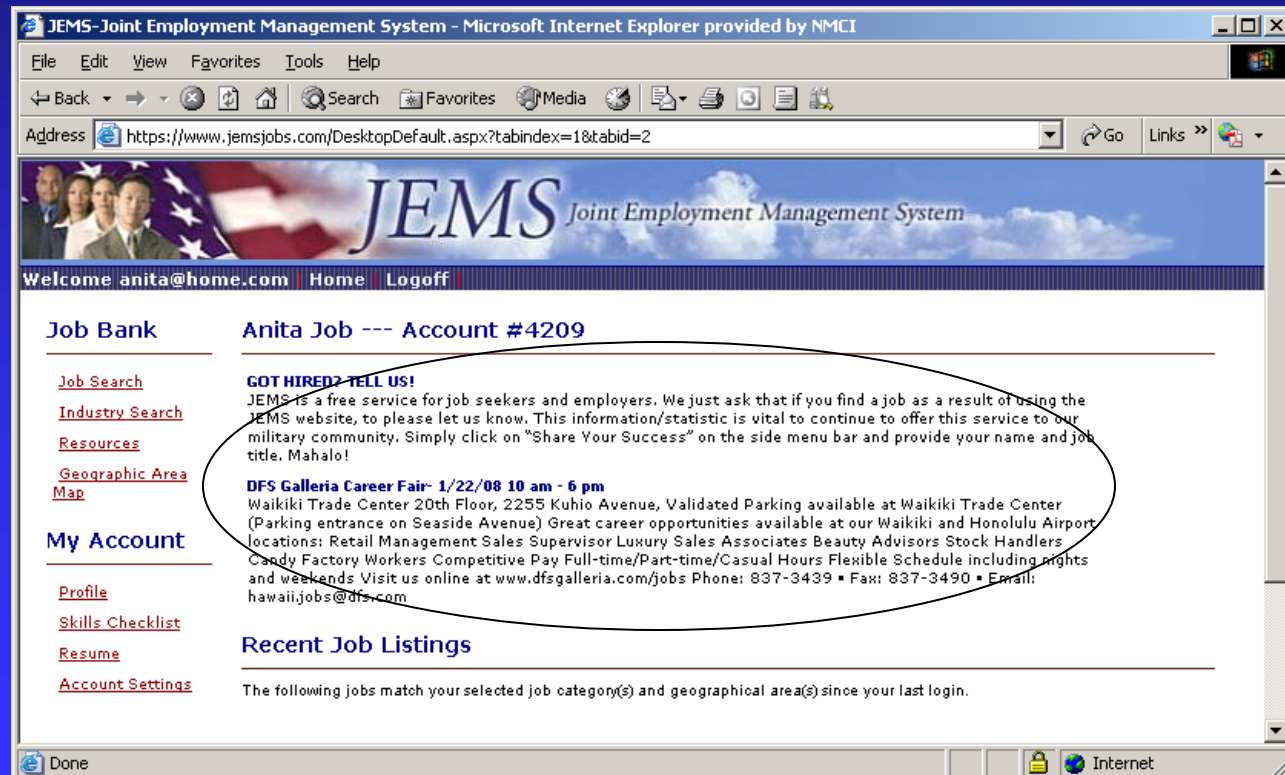 JEMS-Joint Employment Management System - Microsoft Internet Explorer provided by NMCI
File Edit View Favorites Tools Help
Back Search Favorites Media
Address https://www.jemsjobs.com/DesktopDefault.aspx?tabindex=1&tabid=2 Go Links »
JEMS Joint Employment Management System
Welcome anita@home.com | Home | Logoff |
Job Bank
Job Search
Industry Search
Resources
Geographic Area
Map
My Account
Profile
Skills Checklist
Resume
Account Settings
Anita Job --- Account #4209
GOT HIRED? TELL US!
JEMS is a free service for job seekers and employers. We just ask that if you find a job as a result of using the
JEMS website, to please let us know. This information/statistic is vital to continue to offer this service to our
military community. Simply click on "Share Your Success" on the side menu bar and provide your name and job
title. Mahalo!
DFS Galleria Career Fair- 1/22/08 10 am - 6 pm
Waikiki Trade Center 20th Floor, 2255 Kuhio Avenue, Validated Parking available at Waikiki Trade Center
(Parking entrance on Seaside Avenue) Great career opportunities available at our Waikiki and Honolulu Airport
locations: Retail Management Sales Supervisor Luxury Sales Associates Beauty Advisors Stock Handlers
Candy Factory Workers Competitive Pay Full-time/Part-time/Casual Hours Flexible Schedule including nights
and weekends Visit us online at www.dfsgalleria.com/jobs Phone: 837-3439 ▪ Fax: 837-3490 ▪ Email:
hawaii.jobs@dfs.com
Recent Job Listings
The following jobs match your selected job category(s) and geographical area(s) since your last login.
Done Internet